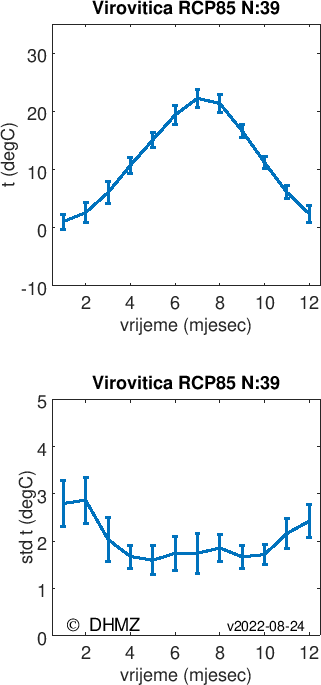 Virovitica RCP85 N:39
t (degC)
30
20
10
0
-10
2 4 6 8 10 12
vrijeme (mjesec)
Virovitica RCP85 N:39
std t (degC)
5
4
3
2
1
0
© DHMZ
v2022-08-24
2 4 6 8 10 12
vrijeme (mjesec)